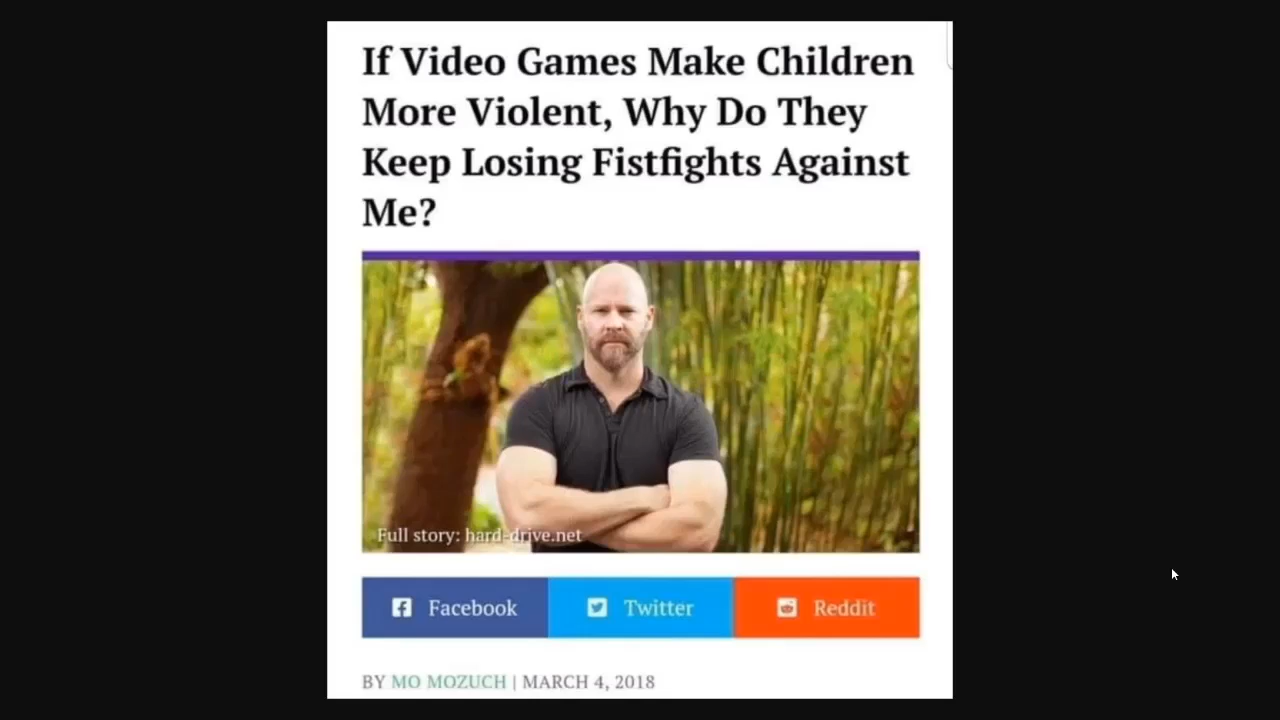 If Video Games Make Children
More Violent, Why Do They
Keep Losing Fistfights Against
Me?
Full story: hard-drive.net
Facebook
Twitter
Reddit
BY MO MOZUCH | MARCH 4, 2018